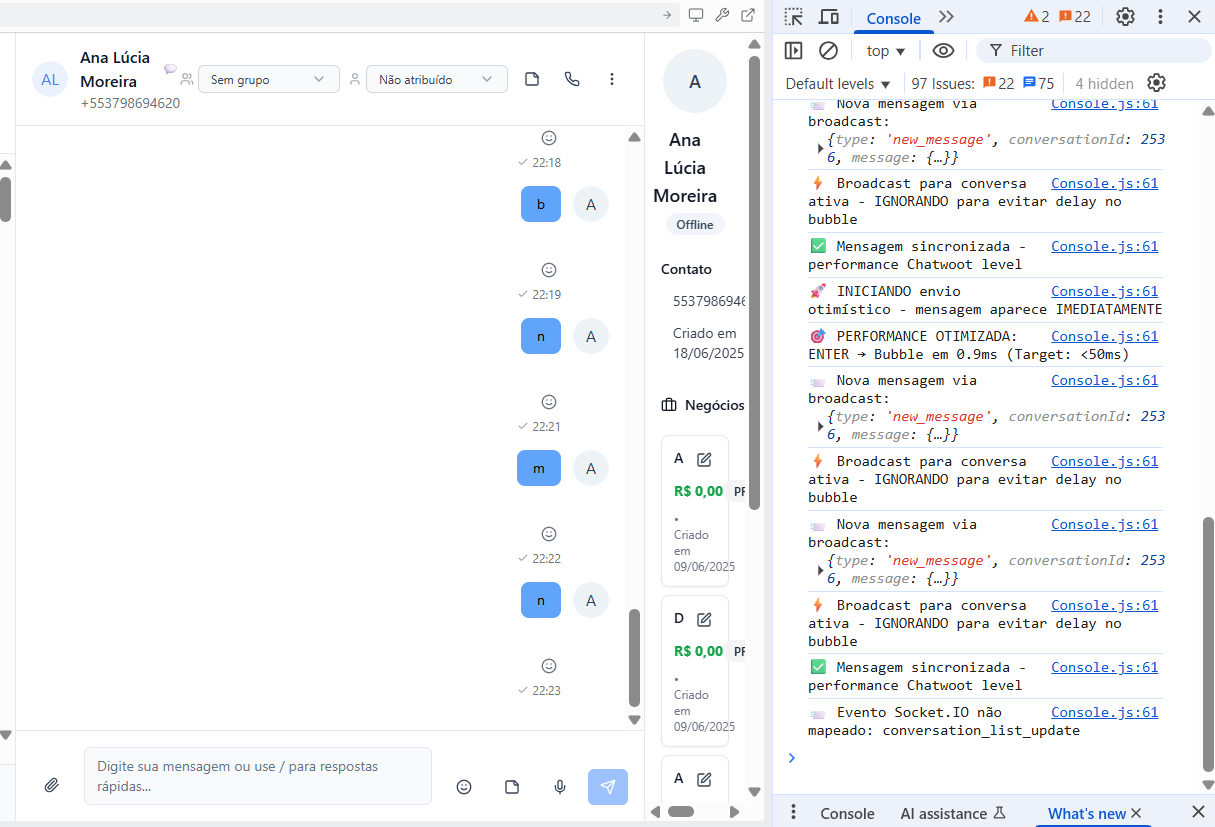 AL
Ana Lúcia
Moreira
+553798694620
Sem grupo
Não atribuído
22:18
b
A
22:19
n
A
22:21
m
A
22:22
n
A
22:23
Digite sua mensagem ou use / para respostas
rápidas...
A
Ana
Lúcia
Moreira
Offline
Contato
5537986946
Criado em
18/06/2025
Negócios
A
R$ 0,00
•
Criado
em
09/06/2025
D
R$ 0,00
•
Criado
em
09/06/2025
A
Console
2
22
top
Filter
Default levels
97 Issues:
22
75
4 hidden
Nova mensagem via Console.js:61
broadcast:
{type: 'new_message', conversationId: 253
6, message: {…}}
Broadcast para conversa Console.js:61
ativa - IGNORANDO para evitar delay no
bubble
Mensagem sincronizada - Console.js:61
performance Chatwoot level
INICIANDO envio Console.js:61
otimístico - mensagem aparece IMEDIATAMENTE
PERFORMANCE OTIMIZADA: Console.js:61
ENTER → Bubble em 0.9ms (Target: <50ms)
Nova mensagem via Console.js:61
broadcast:
{type: 'new_message', conversationId: 253
6, message: {…}}
Broadcast para conversa Console.js:61
ativa - IGNORANDO para evitar delay no
bubble
Nova mensagem via Console.js:61
broadcast:
{type: 'new_message', conversationId: 253
6, message: {…}}
Broadcast para conversa Console.js:61
ativa - IGNORANDO para evitar delay no
bubble
Mensagem sincronizada - Console.js:61
performance Chatwoot level
Evento Socket.IO não Console.js:61
mapeado: conversation_list_update
Console
AI assistance
What's new